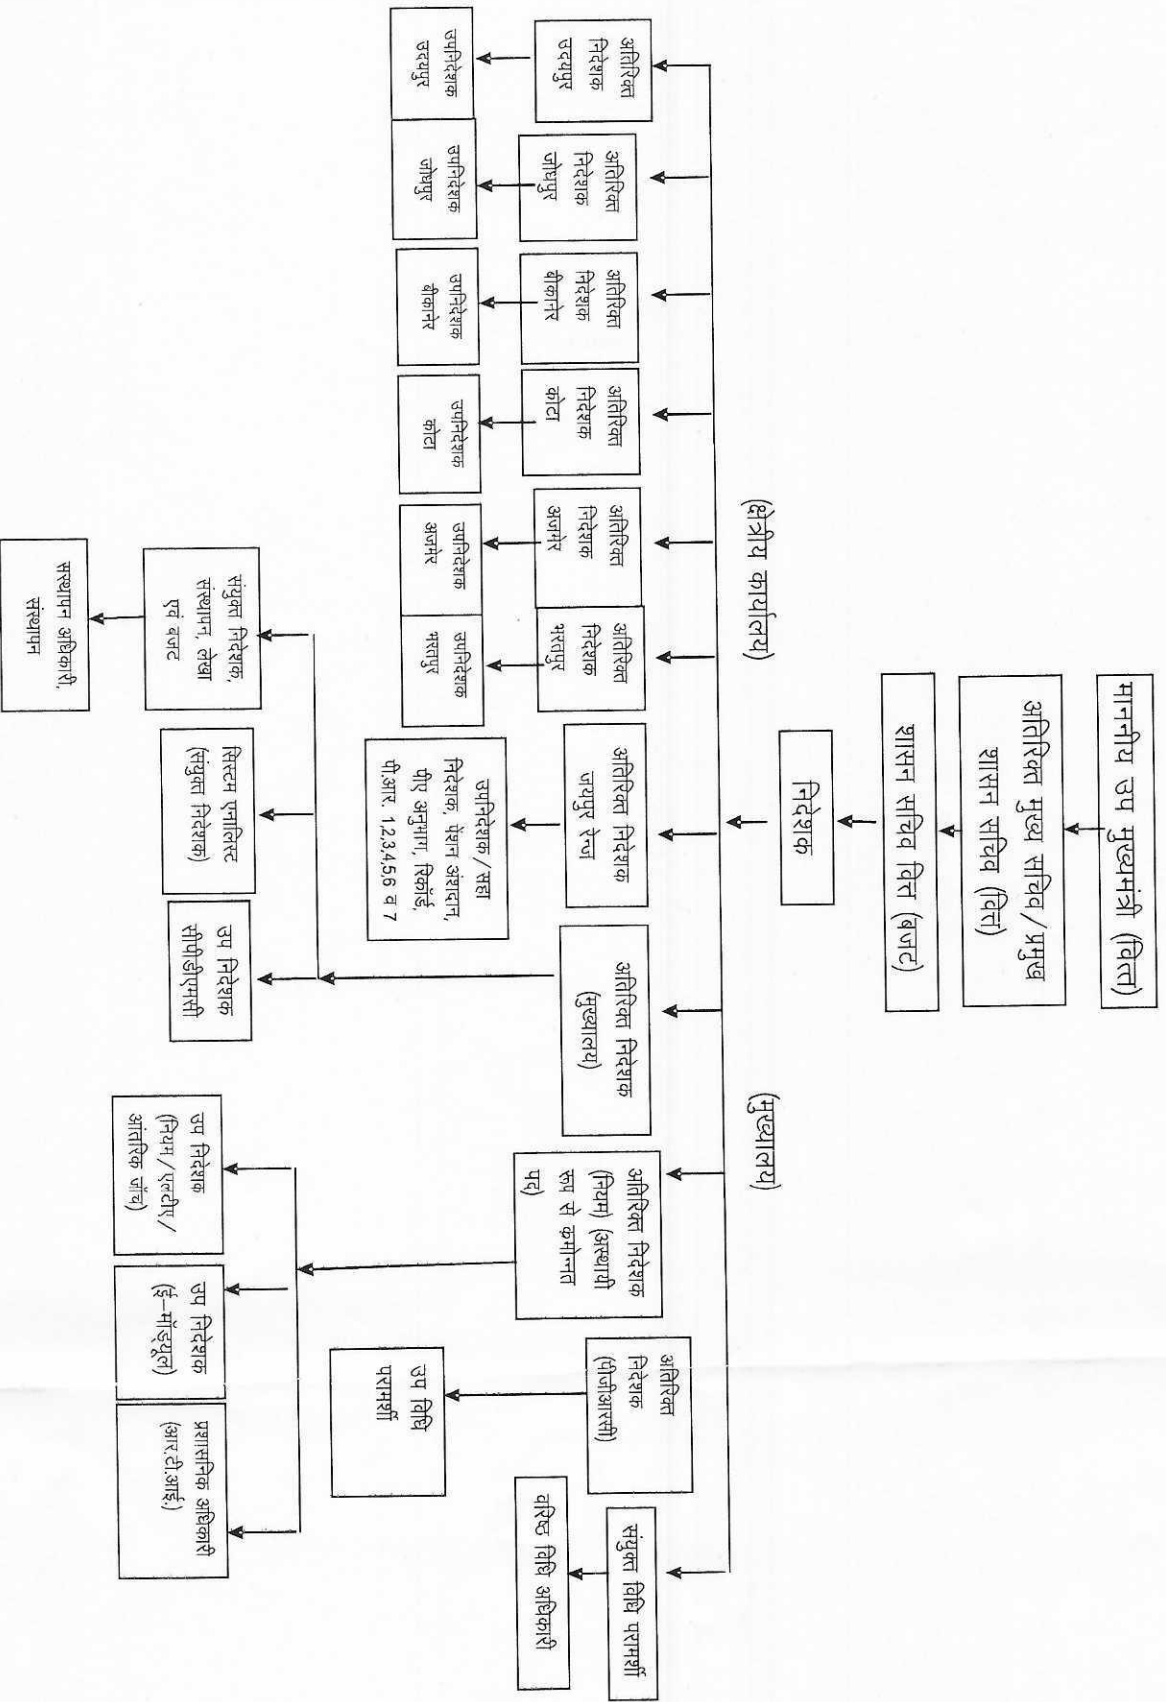 माननीय उप मुख्यमंत्री (वित्त)
अतिरिक्त मुख्य सचिव/प्रमुख
शासन सचिव (वित्त)
शासन सचिव वित्त (बजट)
निदेशक
(क्षेत्रीय कार्यालय)
(मुख्यालय)
अतिरिक्त
निदेशक
उदयपुर
अतिरिक्त
निदेशक
जोधपुर
अतिरिक्त
निदेशक
बीकानेर
अतिरिक्त
निदेशक
कोटा
अतिरिक्त
निदेशक
अजमेर
अतिरिक्त
निदेशक
भरतपुर
अतिरिक्त निदेशक
जयपुर रेन्ज
अतिरिक्त निदेशक
(मुख्यालय)
अतिरिक्त निदेशक
(नियम) (अस्थायी
रूप से कमोन्नत
पद)
अतिरिक्त
निदेशक
(पीजीआरसी)
संयुक्त विधि परामर्शी
उपनिदेशक
उदयपुर
उपनिदेशक
जोधपुर
उपनिदेशक
बीकानेर
उपनिदेशक
कोटा
उपनिदेशक
अजमेर
उपनिदेशक
भरतपुर
उपनिदेशक/सहा
निदेशक, पेंशन अंशदान,
पीए अनुभाग, रिकॉर्ड,
पी.आर. 1,2,3,4,5,6 व 7
उप विधि
परामर्शी
वरिष्ठ विधि अधिकारी
संयुक्त निदेशक,
संस्थापन, लेखा
एवं बजट
सिस्टम एनालिस्ट
(संयुक्त निदेशक)
उप निदेशक
सीपीडीएमसी
उप निदेशक
(नियम/एलटीए/
आंतरिक जॉच)
उप निदेशक
(ई–मॉड्यूल)
प्रशासनिक अधिकारी
(आर.टी.आई.)
सस्थापन अधिकारी,
संस्थापन